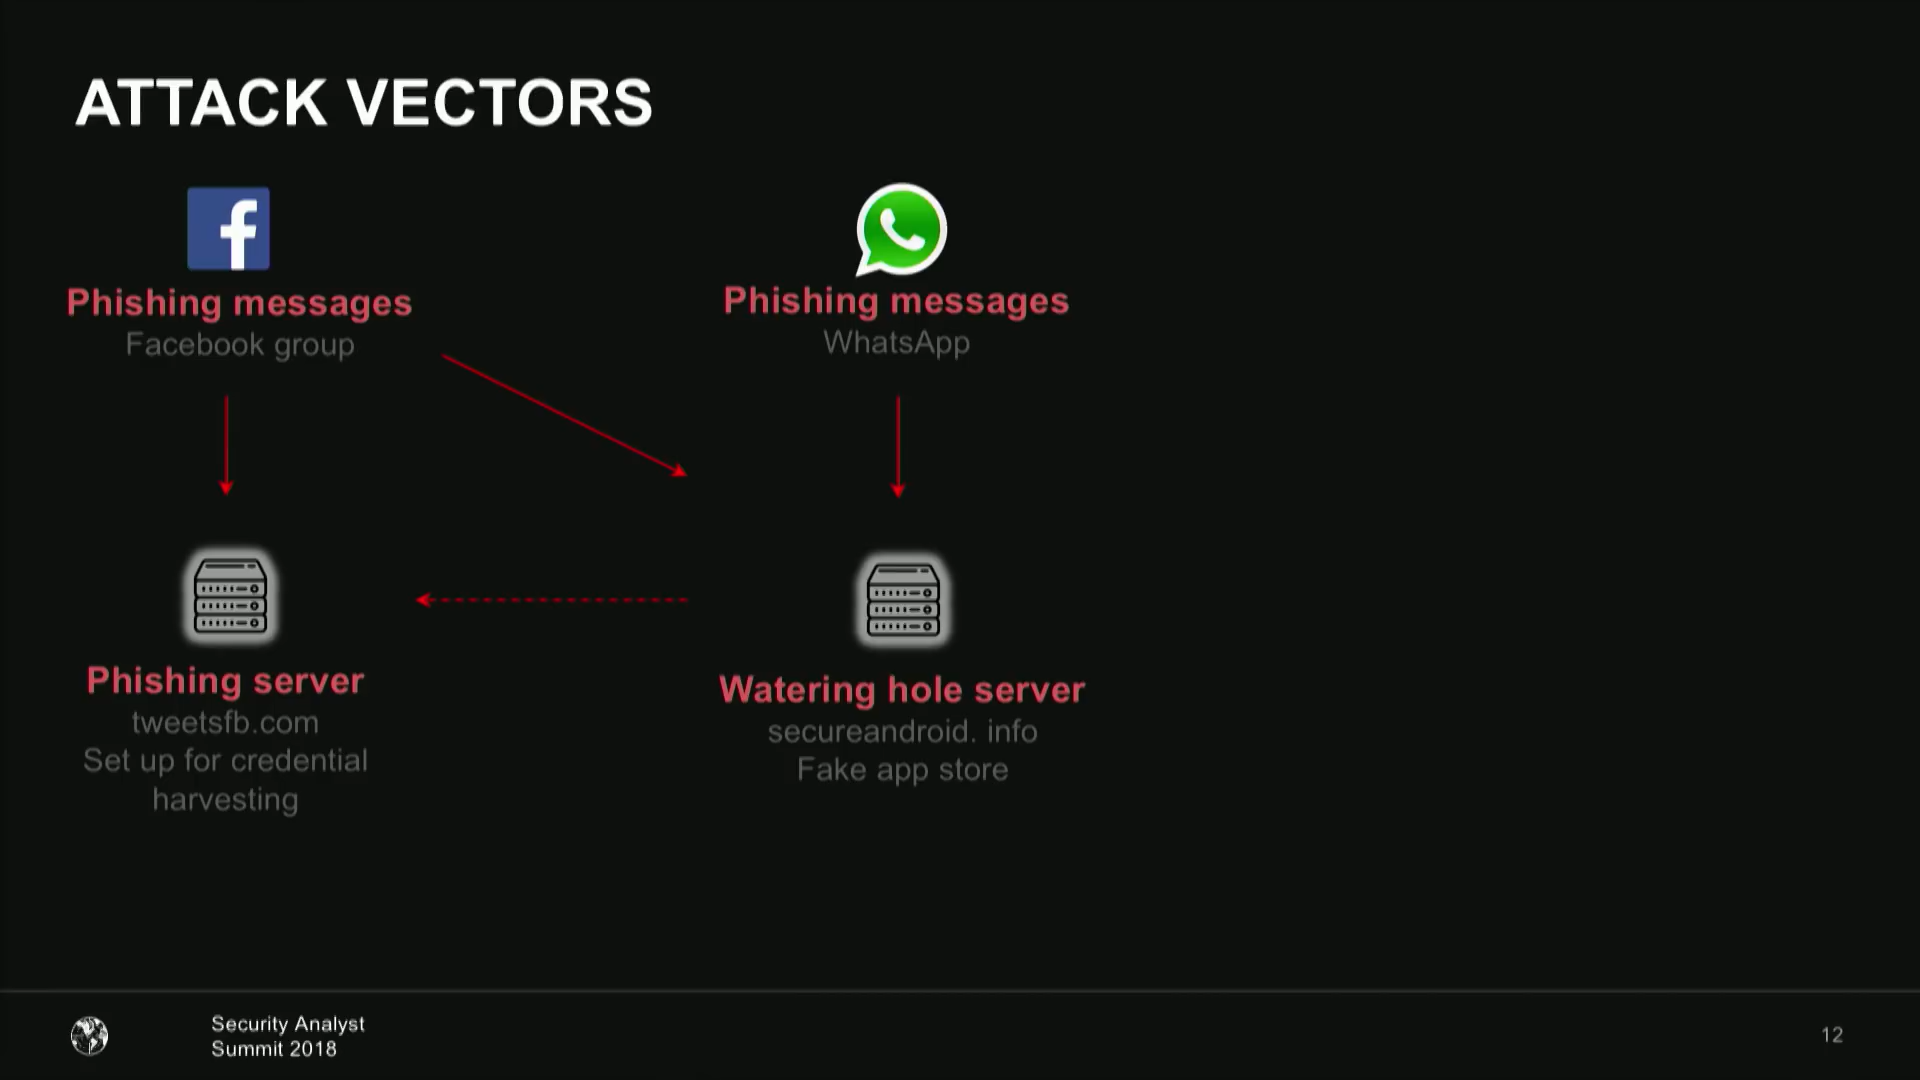 ATTACK VECTORS
Phishing messages
Facebook group
Phishing messages
WhatsApp
Phishing server
tweetsfb.com
Set up for credential
harvesting
Watering hole server
secureandroid. info
Fake app store
Security Analyst
Summit 2018
12